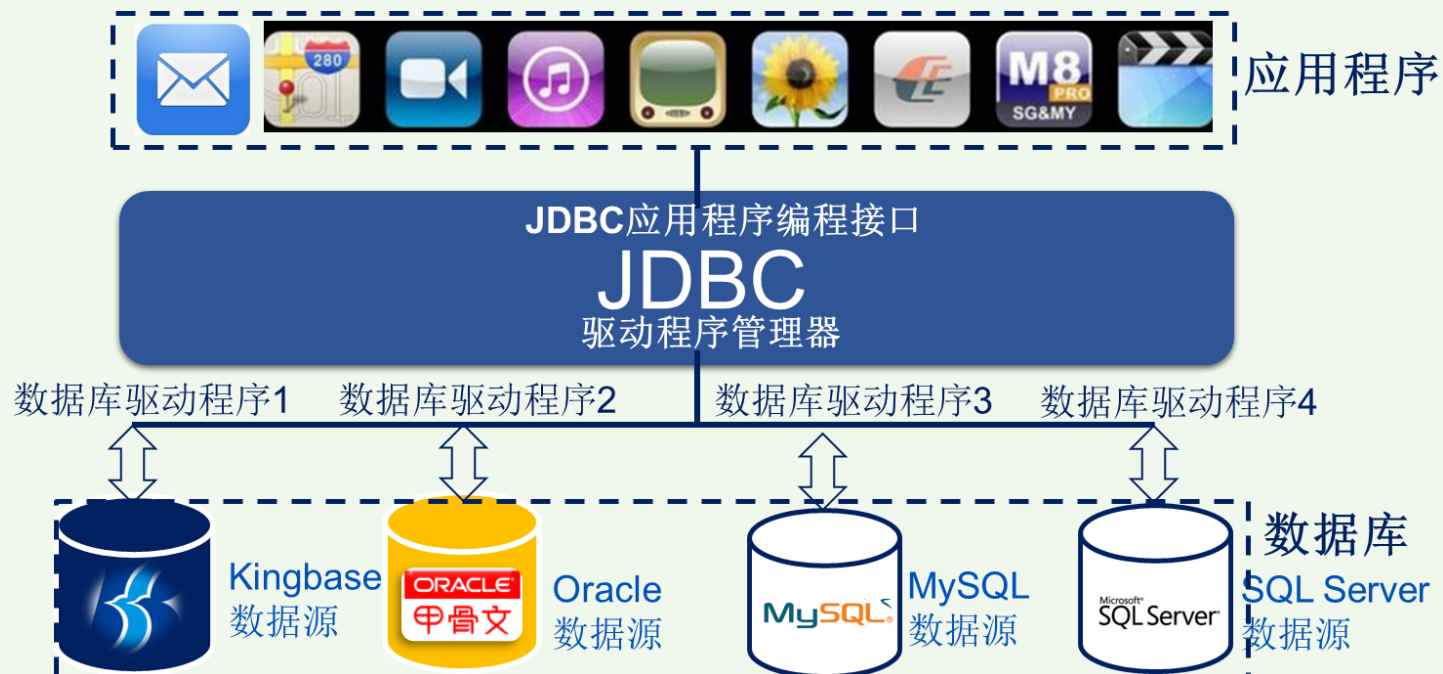 280
M8
PRO
SG&MY
应用程序
JDBC应用程序编程接口
JDBC
驱动程序管理器
数据库驱动程序1
数据库驱动程序2
数据库驱动程序3
数据库驱动程序4
数据库
Kingbase
数据源
ORACLE
甲骨文
Oracle
数据源
MySQL
MySQL
数据源
Microsoft
SQL Server
SQL Server
数据源